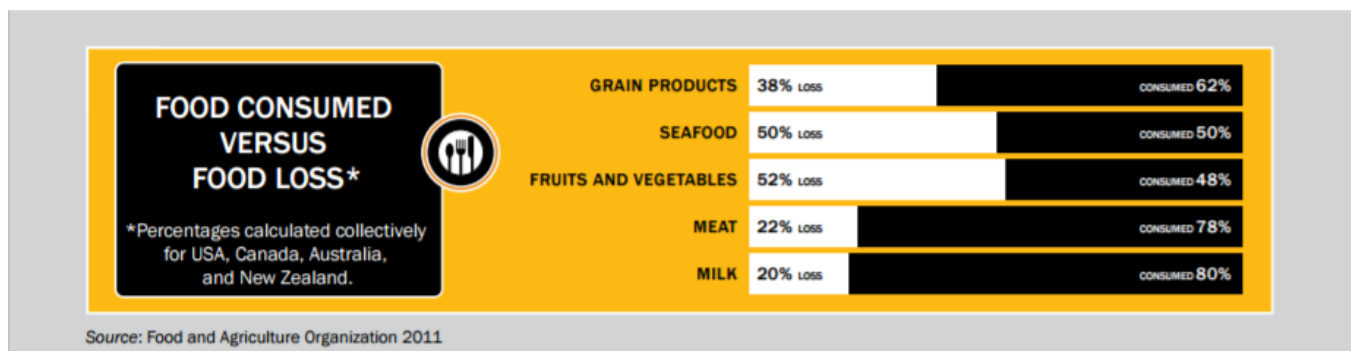 FOOD CONSUMED
VERSUS
FOOD LOSS*
*Percentages calculated collectively
for USA, Canada, Australia,
and New Zealand.
GRAIN PRODUCTS 38% LOSS CONSUMED 62%
SEAFOOD 50% LOSS CONSUMED 50%
FRUITS AND VEGETABLES 52% LOSS CONSUMED 48%
MEAT 22% LOSS CONSUMED 78%
MILK 20% LOSS CONSUMED 80%
Source: Food and Agriculture Organization 2011